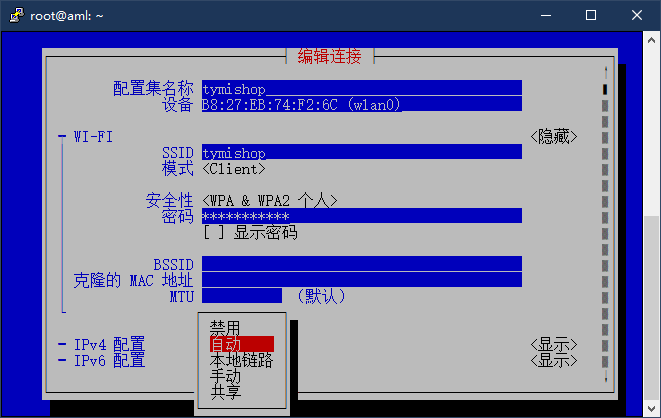 root@aml: ~
编辑连接
配置集名称 tymishop
设备 B8:27:EB:74:F2:6C (wlan0)
WI-FI <隐藏>
SSID tymishop
模式 <Client>
安全性 <WPA & WPA2 个人>
密码 ***********
[ ] 显示密码
BSSID
克隆的 MAC 地址
MTU (默认)
禁用
IPv4 配置 自动 <显示>
IPv6 配置 本地链路 <显示>
手动
共享